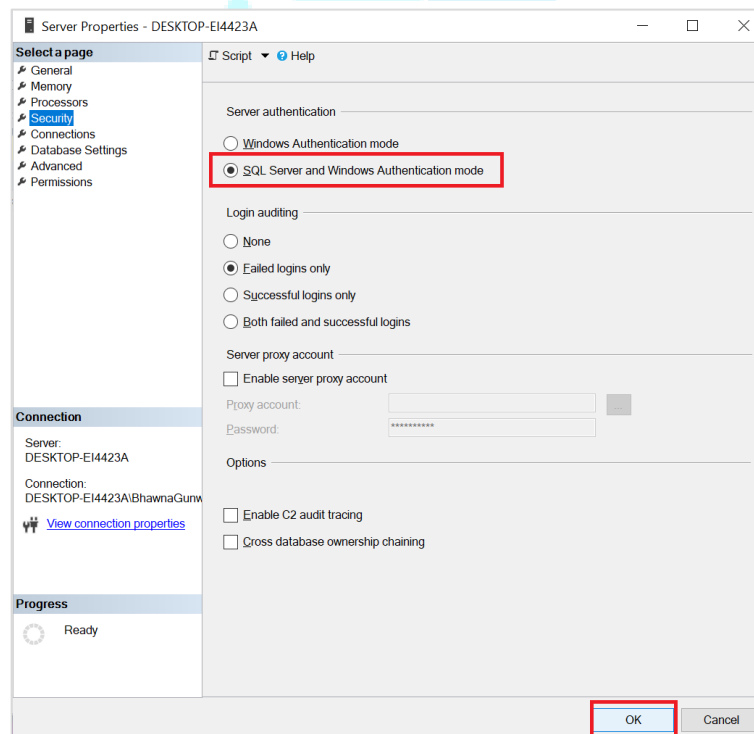 Server Properties - DESKTOP-EI4423A
Select a page
General
Memory
Processors
Security
Connections
Database Settings
Advanced
Permissions
Script
Help
Server authentication
Windows Authentication mode
SQL Server and Windows Authentication mode
Login auditing
None
Failed logins only
Successful logins only
Both failed and successful logins
Server proxy account
Enable server proxy account
Proxy account:
...
Password:
**********
Options
Enable C2 audit tracing
Cross database ownership chaining
Connection
Server:
DESKTOP-EI4423A
Connection:
DESKTOP-EI4423A\BhawnaGunw
View connection properties
Progress
Ready
OK
Cancel